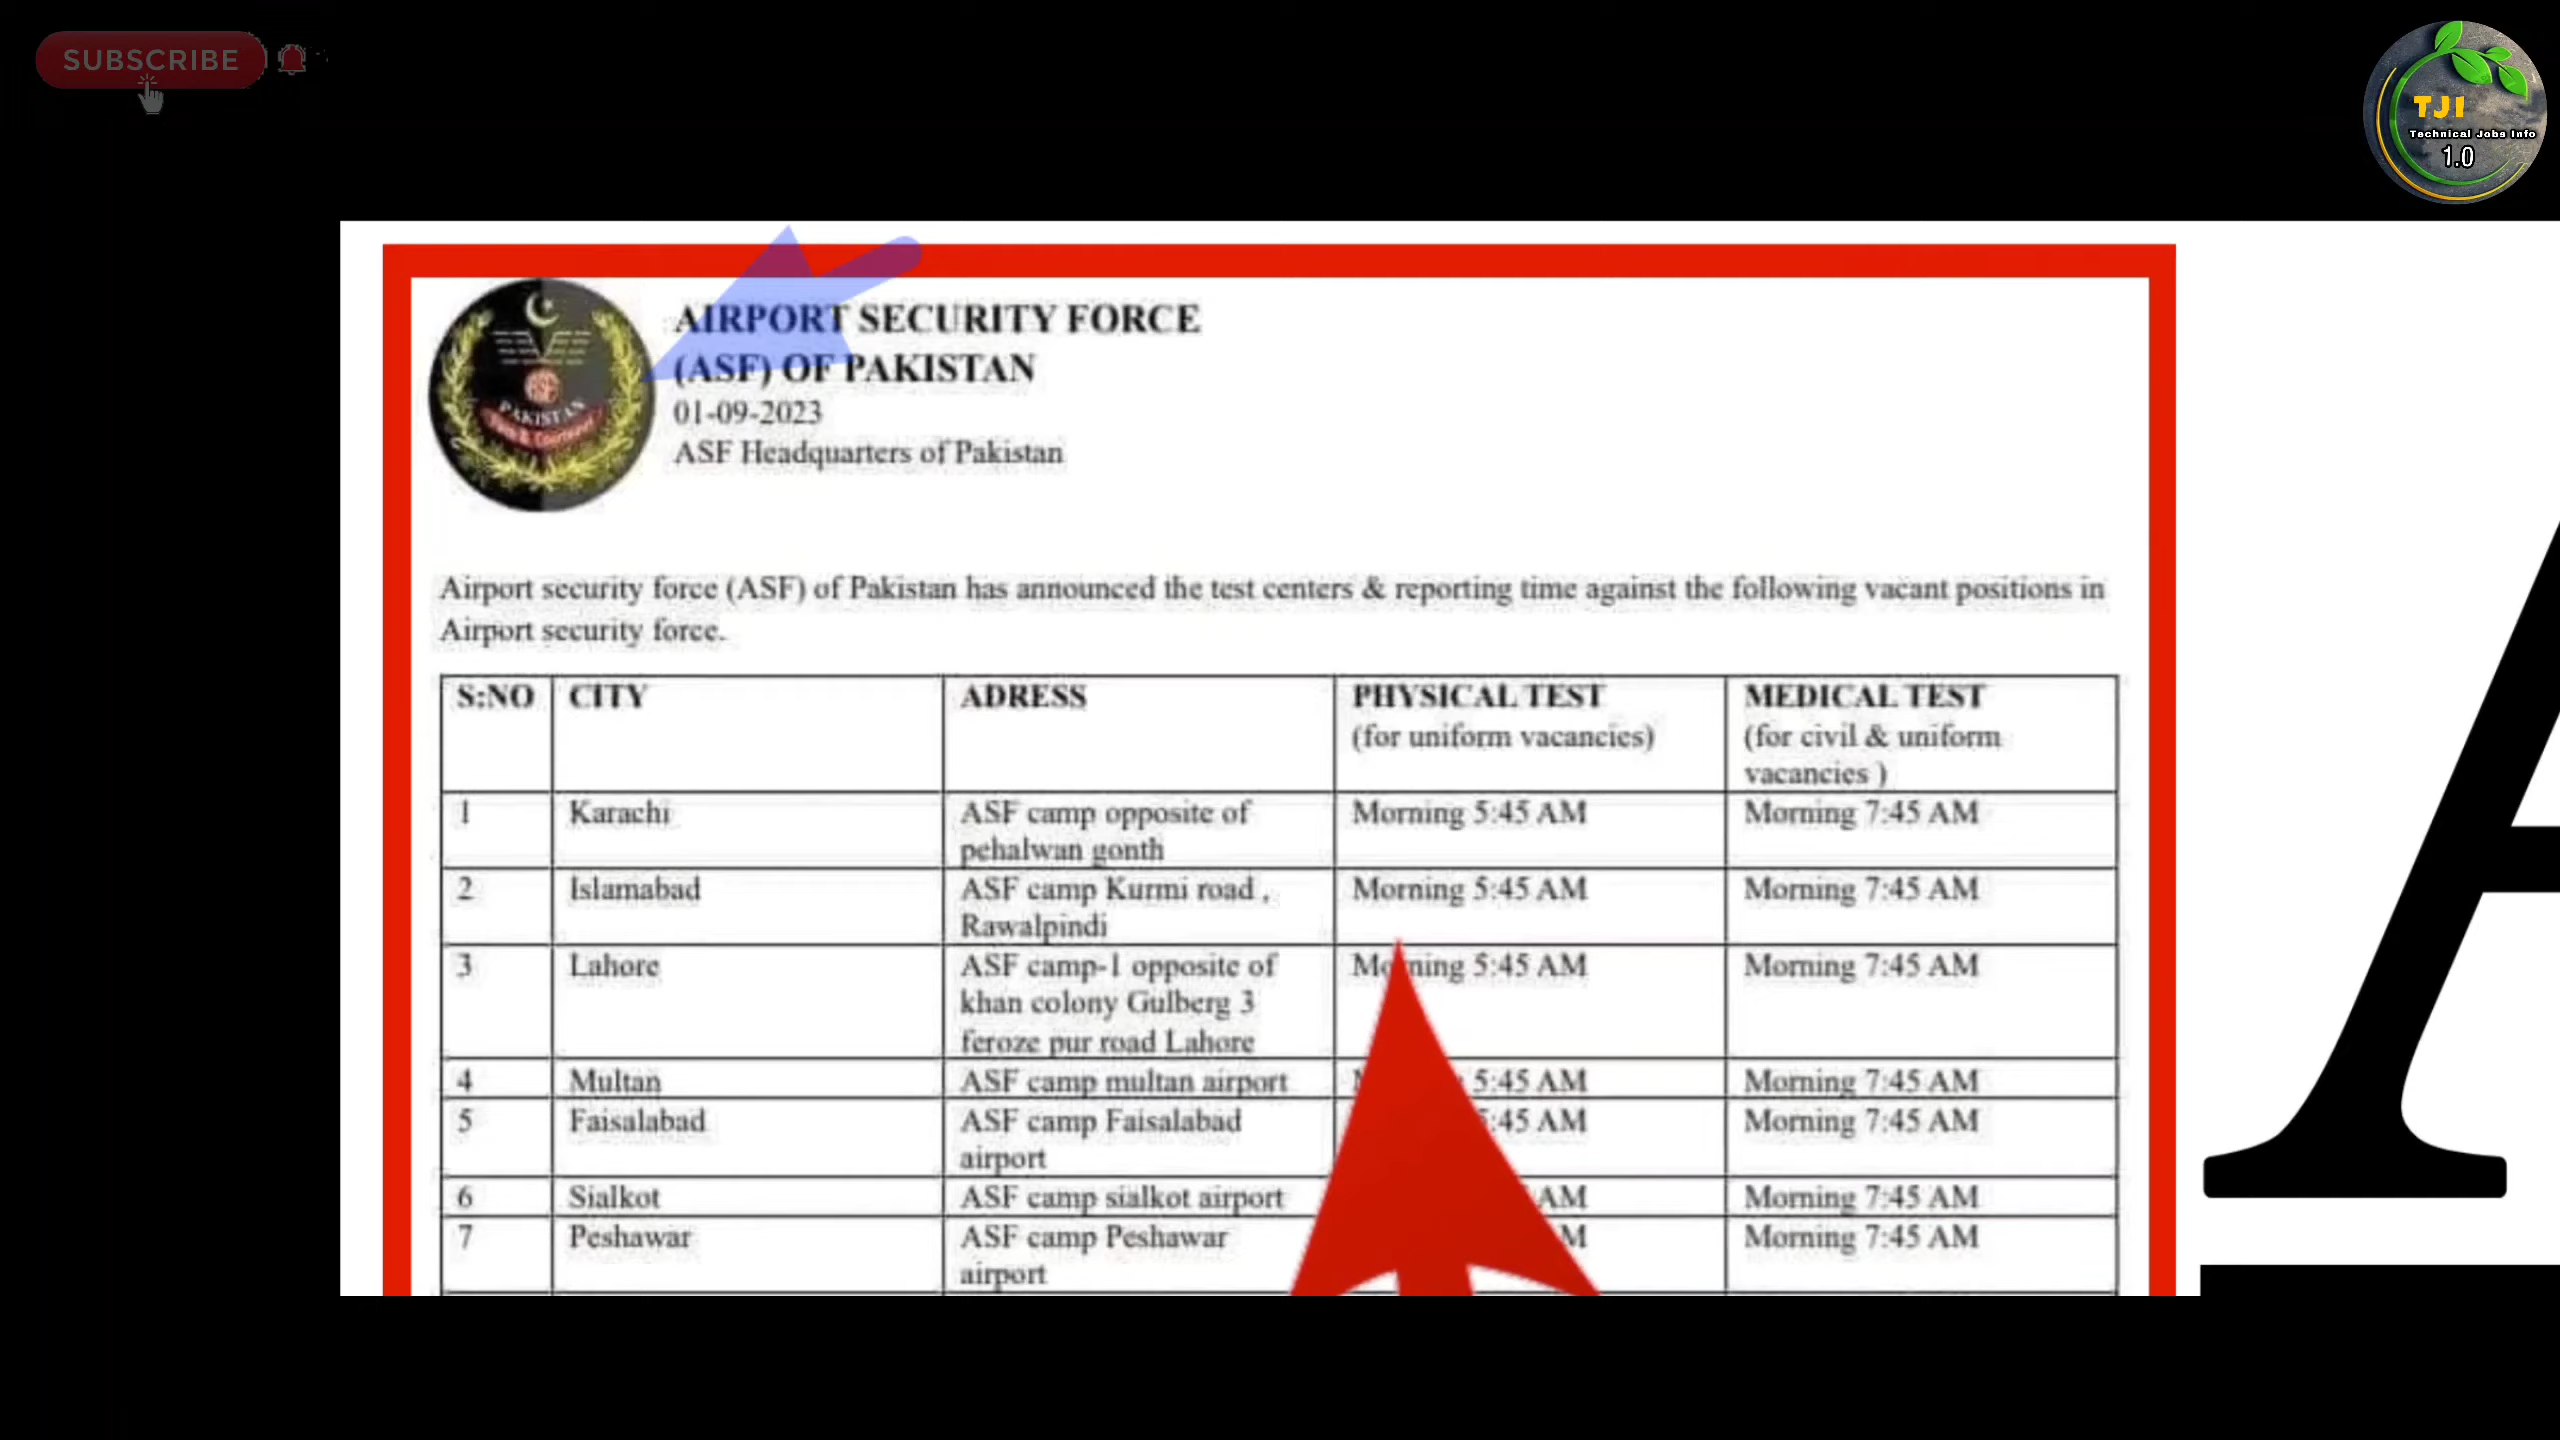 SUBSCRIBE
TJI
Technical Jobs Info
1.0
AIRPORT SECURITY FORCE
(ASF) OF PAKISTAN
01-09-2023
ASF Headquarters of Pakistan
PAKISTAN
Airport security force (ASF) of Pakistan has announced the test centers & reporting time against the following vacant positions in
Airport security force.
S:NO CITY ADRESS PHYSICAL TEST MEDICAL TEST
(for uniform vacancies) (for civil & uniform
vacancies )
1 Karachi ASF camp opposite of Morning 5:45 AM Morning 7:45 AM
pehalwan gonth
2 Islamabad ASF camp Kurmi road , Morning 5:45 AM Morning 7:45 AM
Rawalpindi
3 Lahore ASF camp-1 opposite of Morning 5:45 AM Morning 7:45 AM
khan colony Gulberg 3
feroze pur road Lahore
4 Multan ASF camp multan airport 5:45 AM Morning 7:45 AM
5 Faisalabad ASF camp Faisalabad :45 AM Morning 7:45 AM
airport
6 Sialkot ASF camp sialkot airport AM Morning 7:45 AM
7 Peshawar ASF camp Peshawar M Morning 7:45 AM
airport
A